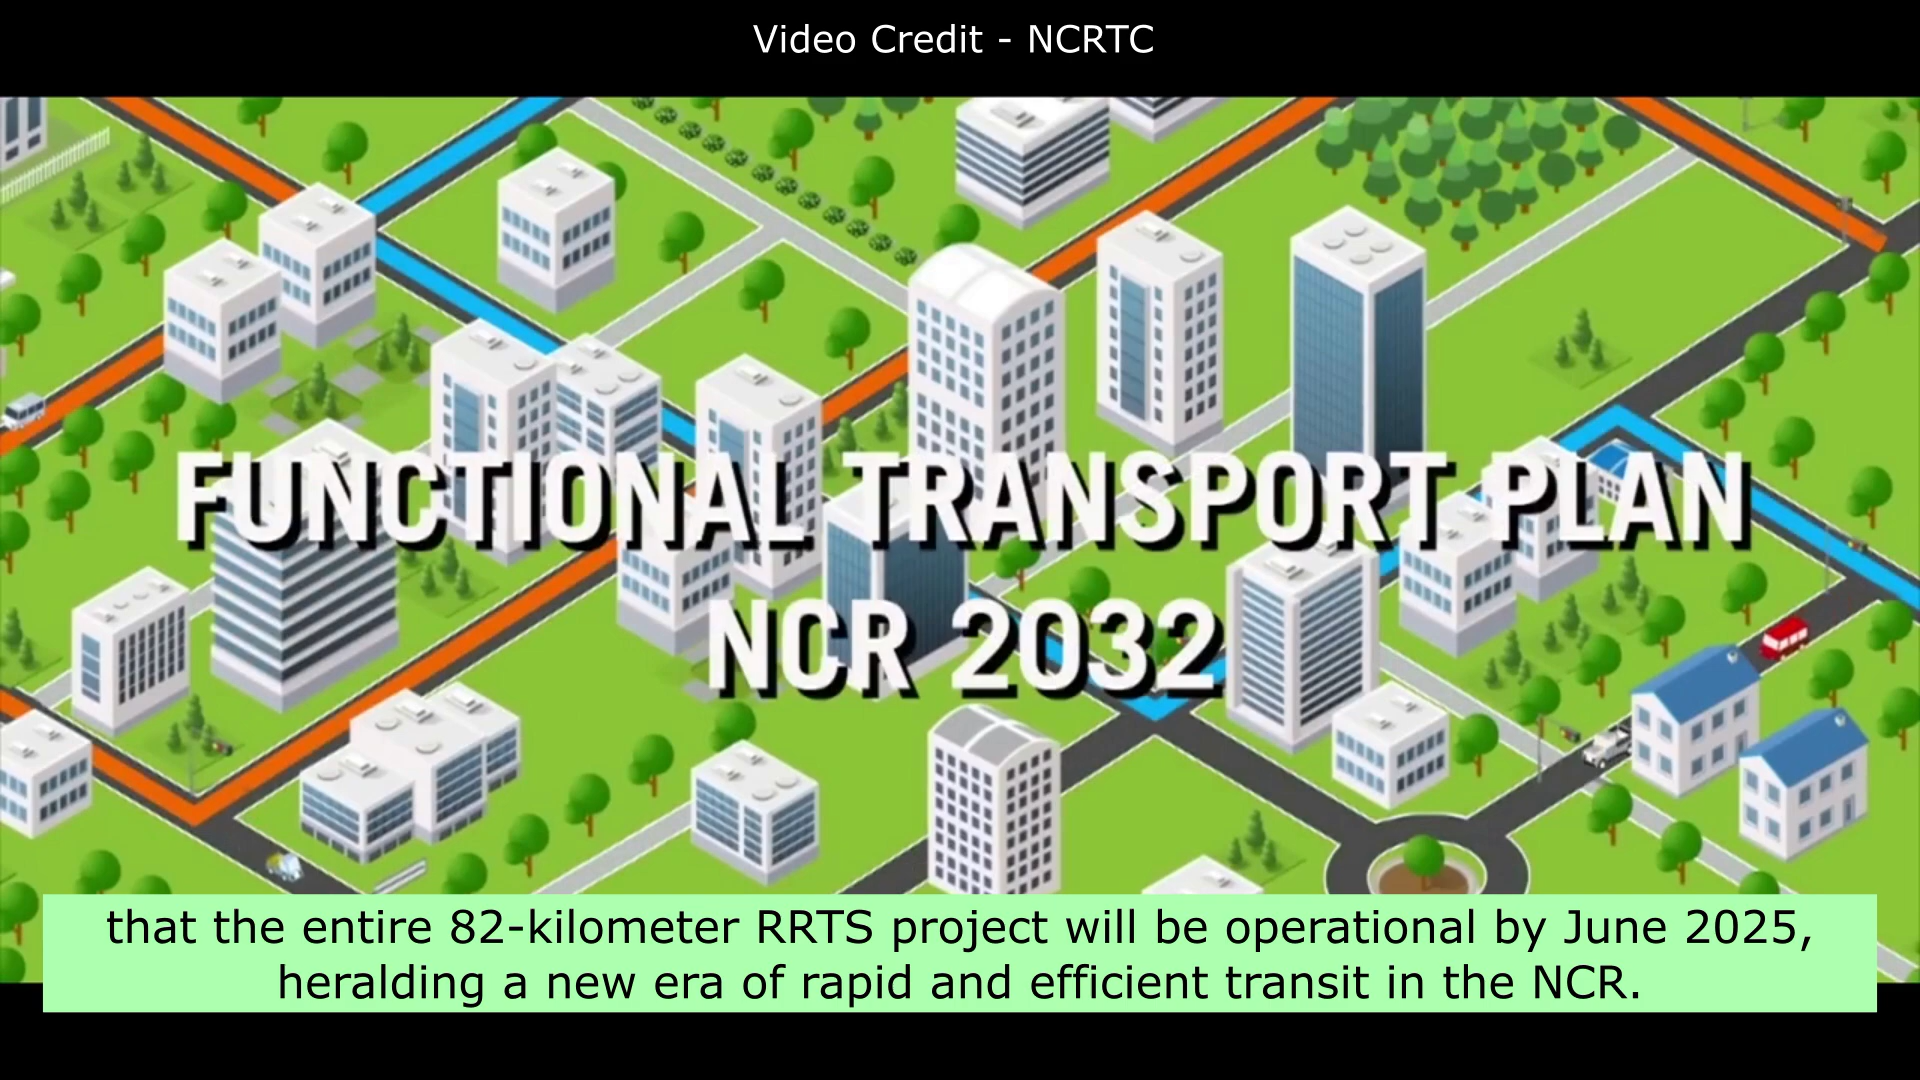 Video Credit - NCRTC
FUNCTIONAL TRANSPORT PLAN
NCR 2032
that the entire 82-kilometer RRTS project will be operational by June 2025,
heralding a new era of rapid and efficient transit in the NCR.